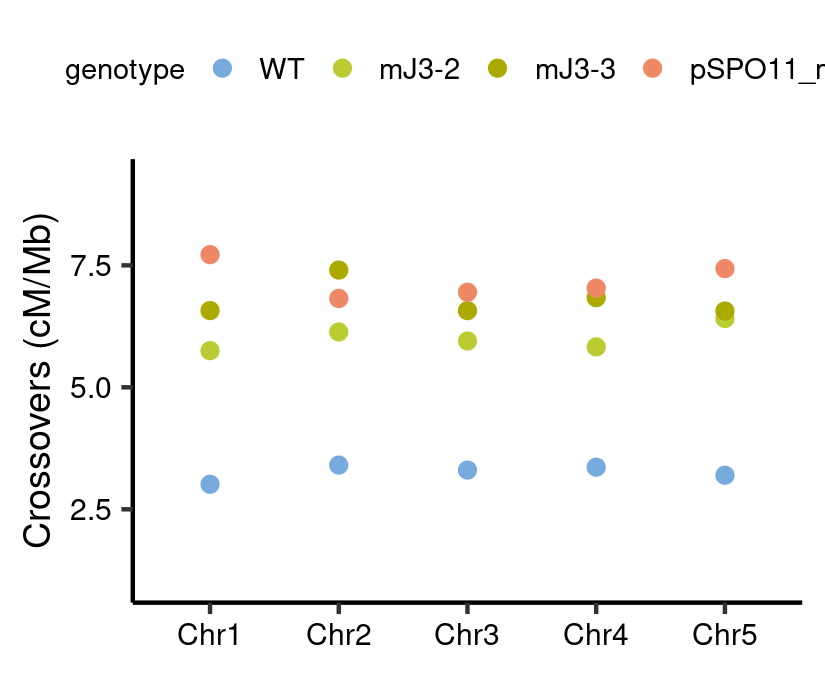 genotype WT mJ3-2 mJ3-3 pSPO11_
Crossovers (cM/Mb)
7.5
5.0
2.5
Chr1 Chr2 Chr3 Chr4 Chr5